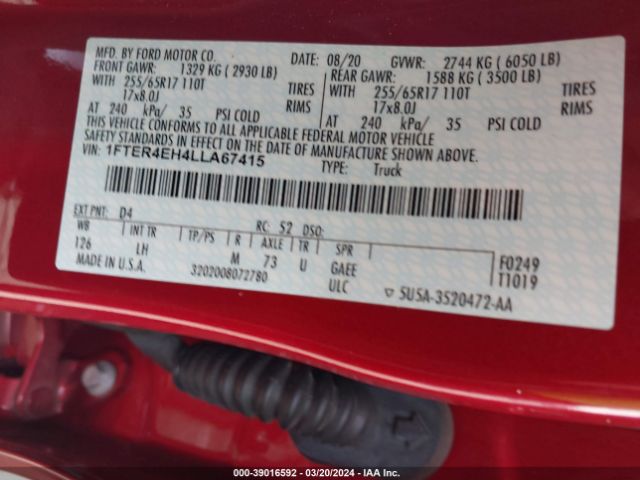 MFD. BY FORD MOTOR CO.
DATE: 08/20 GVWR: 2744 KG ( 6050 LB)
FRONT GAWR: 1329 KG ( 2930 LB)
REAR GAWR: 1588 KG ( 3500 LB)
WITH 255/65R17 110T TIRES
WITH 255/65R17 110T TIRES
17x8.0J RIMS
17x8.0J RIMS
AT 240 kPa/ 35 PSI COLD
AT 240 kPa/ 35 PSI COLD
THIS VEHICLE CONFORMS TO ALL APPLICABLE FEDERAL MOTOR VEHICLE
SAFETY STANDARDS IN EFFECT ON THE DATE OF MANUFACTURE SHOWN ABOVE.
VIN: 1FTER4EH4LLA67415
TYPE: Truck
EXT PNT: D4 RC: 52 DSO:
WB INT TR TP/PS R AXLE TR SPR
126 LH M 73 U GAEE
F0249
T1019
MADE IN U.S.A. 3202008072780 ULC
5U5A-3520472-AA
000-39016592 - 03/20/2024 - IAA Inc.